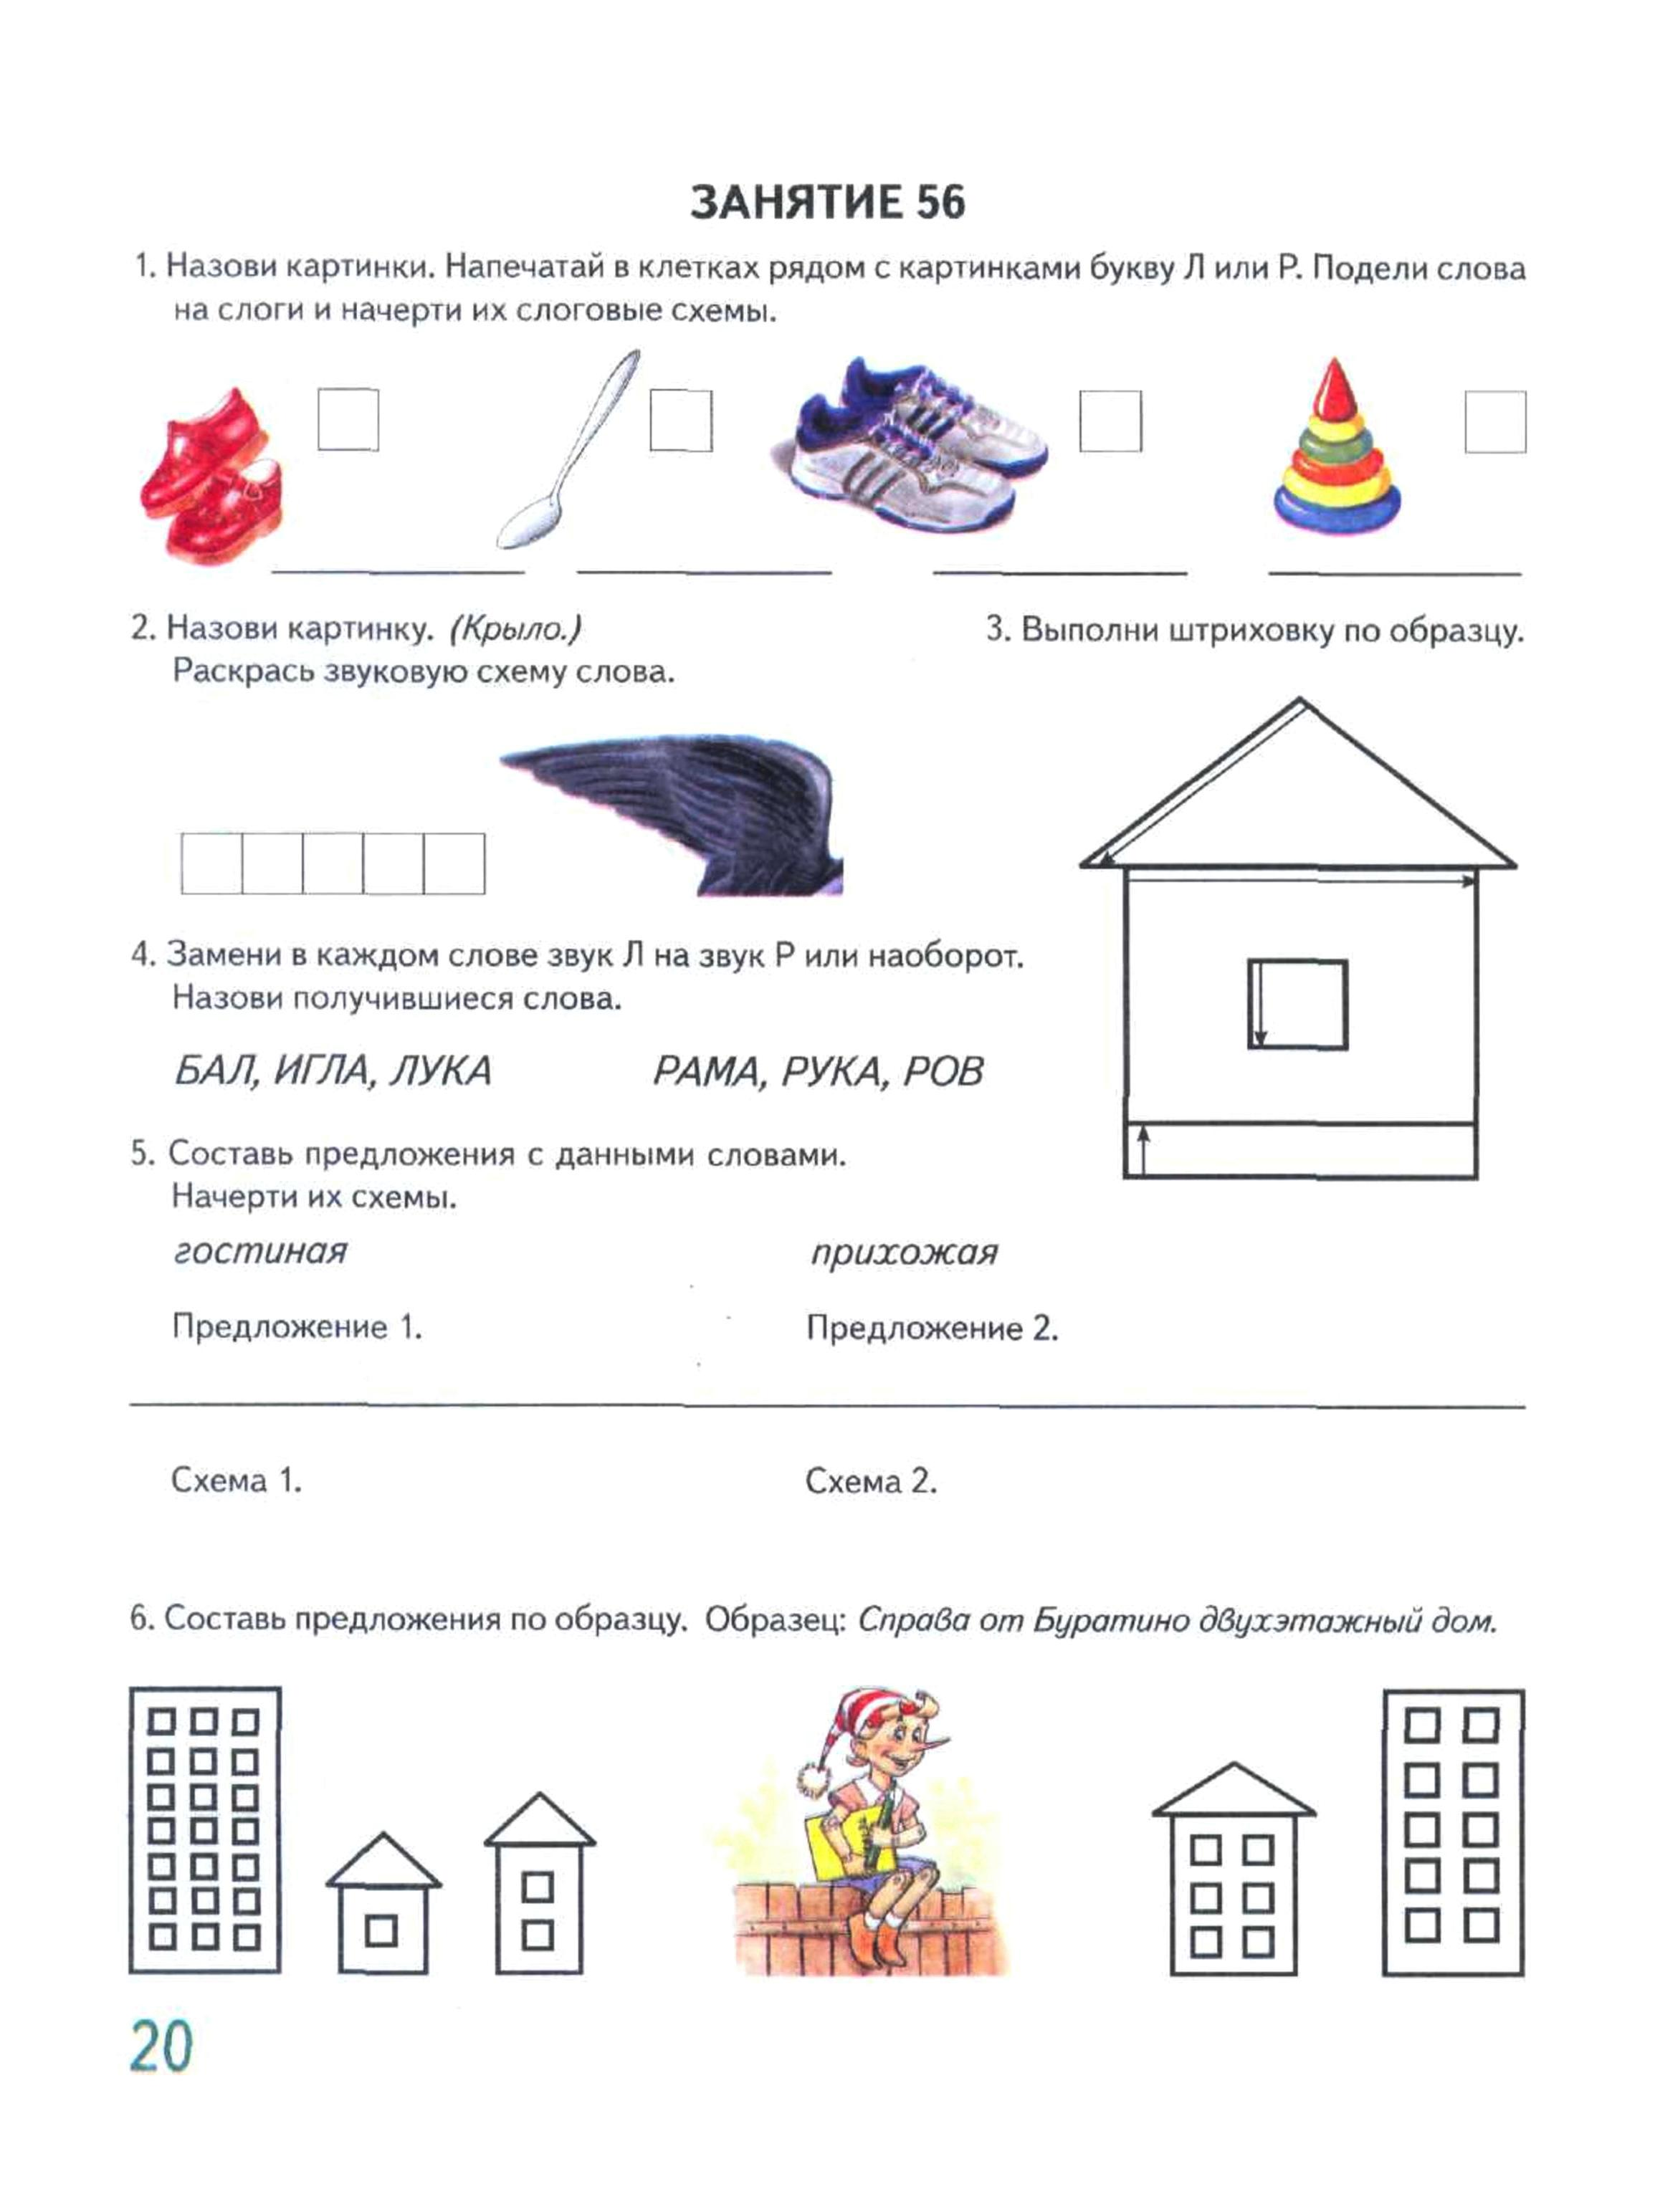 ЗАНЯТИЕ 56
1. Назови картинки. Напечатай в клетках рядом с картинками букву Л или Р. Подели слова
на слоги и начерти их слоговые схемы.
2. Назови картинку. (Крыло.)
Раскрась звуковую схему слова.
3. Выполни штриховку по образцу.
4. Замени в каждом слове звук Л на звук Р или наоборот.
Назови получившиеся слова.
БАЛ, ИГЛА, ЛУКА РАМА, РУКА, РОВ
5. Составь предложения с данными словами.
Начерти их схемы.
гостиная прихожая
Предложение 1. Предложение 2.
Схема 1. Схема 2.
6. Составь предложения по образцу. Образец: Справа от Буратино двухэтажный дом.
20